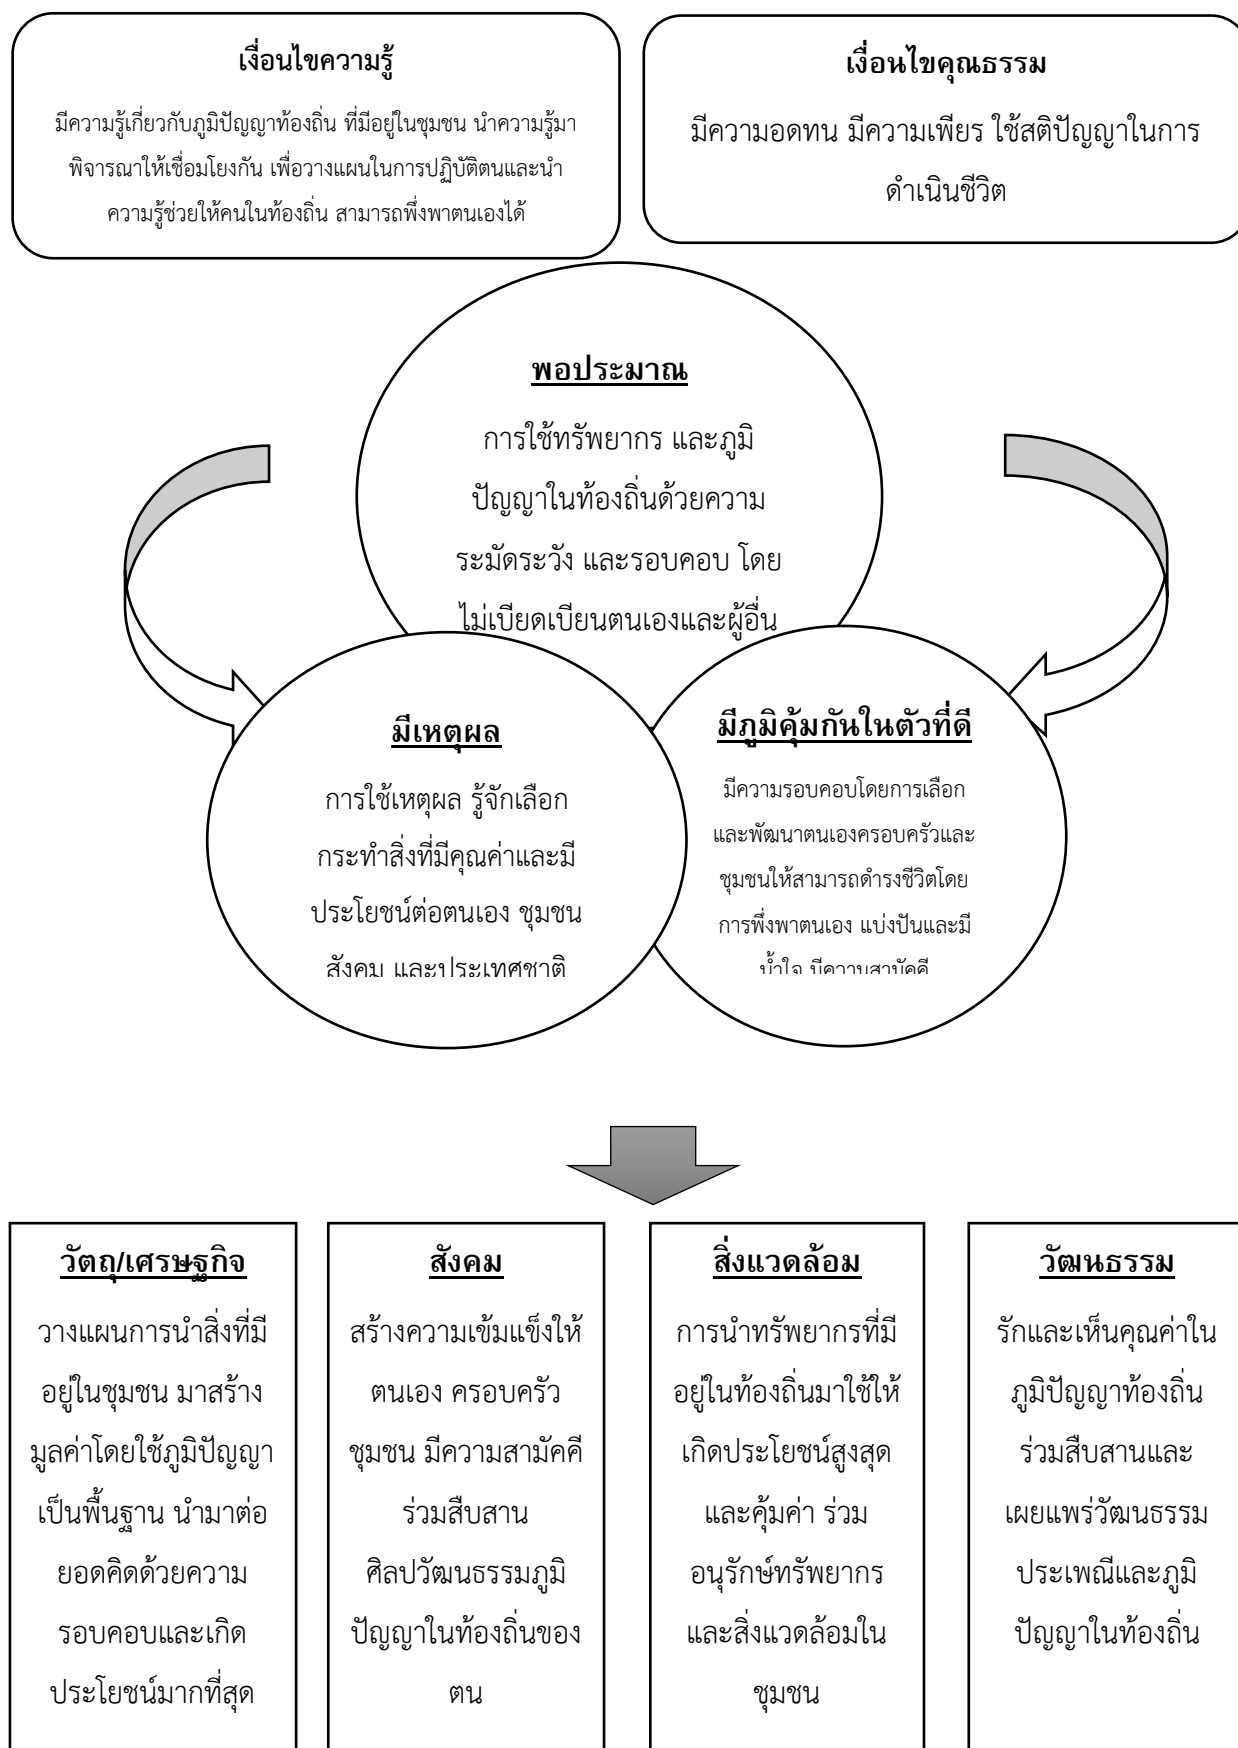 เงื่อนไขความรู้
มีความรู้เกี่ยวกับภูมิปัญญาท้องถิ่น ที่มีอยู่ในชุมชน นำความรู้มา
พิจารณาให้เชื่อมโยงกัน เพื่อวางแผนในการปฏิบัติตนและนำ
ความรู้ช่วยให้คนในท้องถิ่น สามารถพึ่งพาตนเองได้
เงื่อนไขคุณธรรม
มีความอดทน มีความเพียร ใช้สติปัญญาในการ
ดำเนินชีวิต
พอประมาณ
การใช้ทรัพยากร และภูมิ
ปัญญาในท้องถิ่นด้วยความ
ระมัดระวัง และรอบคอบ โดย
ไม่เบียดเบียนตนเองและผู้อื่น
มีเหตุผล
การใช้เหตุผล รู้จักเลือก
กระทำสิ่งที่มีคุณค่าและมี
ประโยชน์ต่อตนเอง ชุมชน
สังคม และประเทศชาติ
มีภูมิคุ้มกันในตัวที่ดี
มีความรอบคอบโดยการเลือก
และพัฒนาตนเองครอบครัวและ
ชุมชนให้สามารถดำรงชีวิตโดย
การพึ่งพาตนเอง แบ่งปันและมี
น้ำใจ มีความสามัคคี
วัตถุ/เศรษฐกิจ
วางแผนการนำสิ่งที่มี
อยู่ในชุมชน มาสร้าง
มูลค่าโดยใช้ภูมิปัญญา
เป็นพื้นฐาน นำมาต่อ
ยอดคิดด้วยความ
รอบคอบและเกิด
ประโยชน์มากที่สุด
สังคม
สร้างความเข้มแข็งให้
ตนเอง ครอบครัว
ชุมชน มีความสามัคคี
ร่วมสืบสาน
ศิลปวัฒนธรรมภูมิ
ปัญญาในท้องถิ่นของ
ตน
สิ่งแวดล้อม
การนำทรัพยากรที่มี
อยู่ในท้องถิ่นมาใช้ให้
เกิดประโยชน์สูงสุด
และคุ้มค่า ร่วม
อนุรักษ์ทรัพยากร
และสิ่งแวดล้อมใน
ชุมชน
วัฒนธรรม
รักและเห็นคุณค่าใน
ภูมิปัญญาท้องถิ่น
ร่วมสืบสานและ
เผยแพร่วัฒนธรรม
ประเพณีและภูมิ
ปัญญาในท้องถิ่น